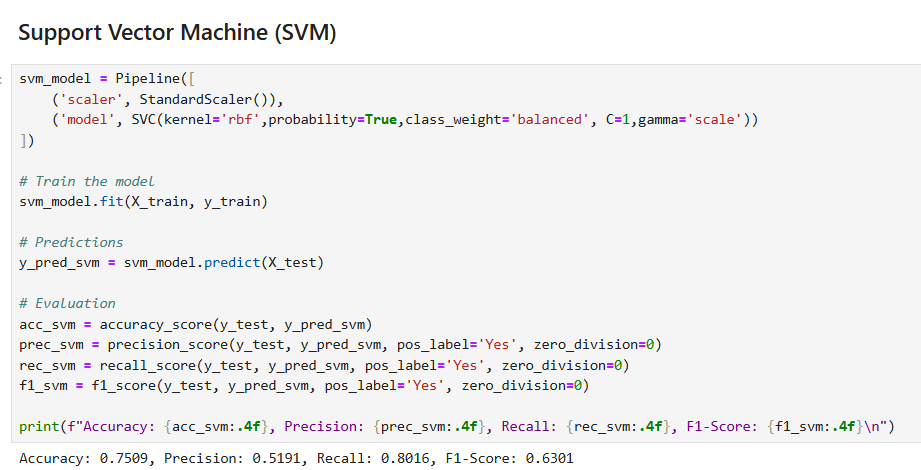 Support Vector Machine (SVM)
:
svm_model = Pipeline([
    ('scaler', StandardScaler()),
    ('model', SVC(kernel='rbf',probability=True,class_weight='balanced', C=1,gamma='scale'))
])
# Train the model
svm_model.fit(X_train, y_train)
# Predictions
y_pred_svm = svm_model.predict(X_test)
# Evaluation
acc_svm = accuracy_score(y_test, y_pred_svm)
prec_svm = precision_score(y_test, y_pred_svm, pos_label='Yes', zero_division=0)
rec_svm = recall_score(y_test, y_pred_svm, pos_label='Yes', zero_division=0)
f1_svm = f1_score(y_test, y_pred_svm, pos_label='Yes', zero_division=0)
print(f"Accuracy: {acc_svm:.4f}, Precision: {prec_svm:.4f}, Recall: {rec_svm:.4f}, F1-Score: {f1_svm:.4f}\n")
Accuracy: 0.7509, Precision: 0.5191, Recall: 0.8016, F1-Score: 0.6301